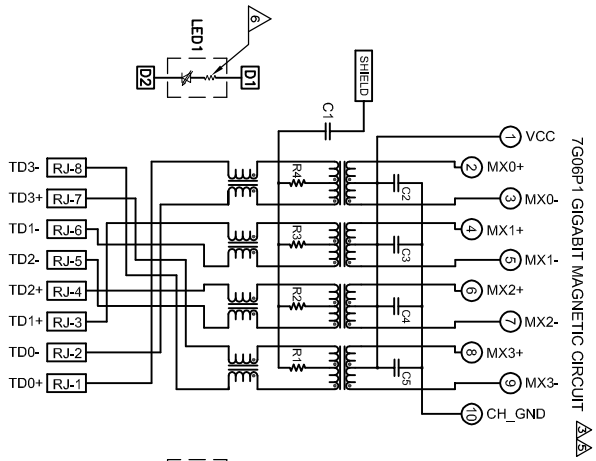 7G06P1 GIGABIT MAGNETIC CIRCUIT 3 5
LED1
6
D2
D1
SHIELD
C1
1 VCC
2 MX0+
3 MX0-
4 MX1+
5 MX1-
6 MX2+
7 MX2-
8 MX3+
9 MX3-
10 CH_GND
R4
C2
R3
C3
R2
C4
R1
C5
TD3- RJ-8
TD3+ RJ-7
TD1- RJ-6
TD2- RJ-5
TD2+ RJ-4
TD1+ RJ-3
TD0- RJ-2
TD0+ RJ-1